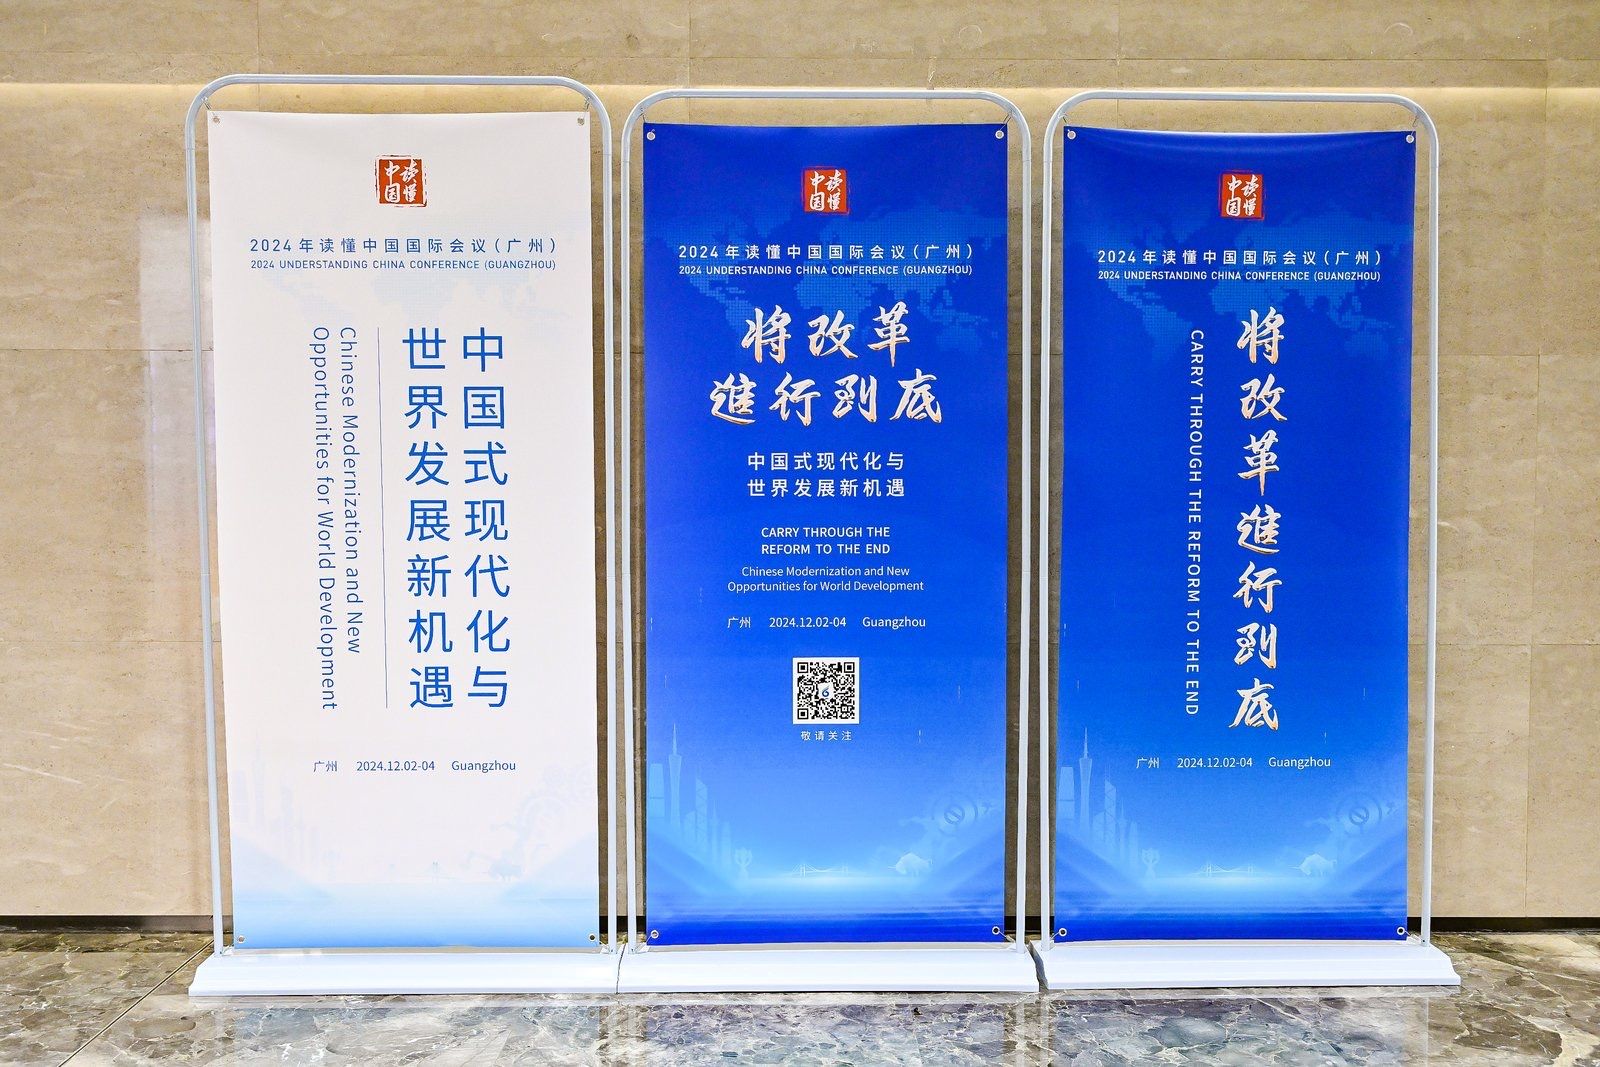 读懂
中国
2024年读懂中国国际会议(广州)
2024 UNDERSTANDING CHINA CONFERENCE (GUANGZHOU)
中国式现代化与
世界发展新机遇
Chinese Modernization and New
Opportunities for World Development
广州 2024.12.02-04 Guangzhou
读懂
中国
2024年读懂中国国际会议(广州)
2024 UNDERSTANDING CHINA CONFERENCE (GUANGZHOU)
将改革
進行到底
中国式现代化与
世界发展新机遇
CARRY THROUGH THE
REFORM TO THE END
Chinese Modernization and New
Opportunities for World Development
广州 2024.12.02-04 Guangzhou
敬请关注
读懂
中国
2024年读懂中国国际会议(广州)
2024 UNDERSTANDING CHINA CONFERENCE (GUANGZHOU)
将改革進行到底
CARRY THROUGH THE REFORM TO THE END
广州 2024.12.02-04 Guangzhou